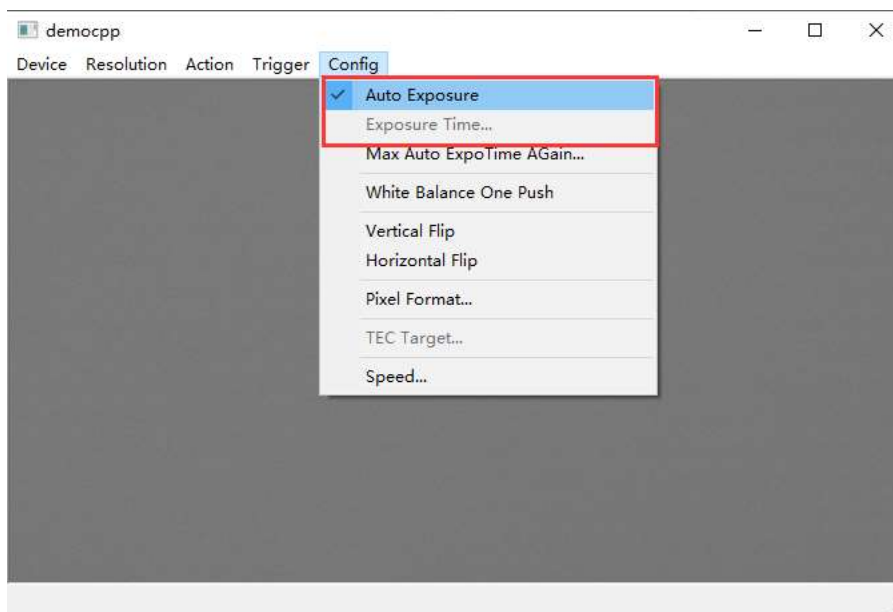 democpp
Device Resolution Action Trigger Config
Auto Exposure
Exposure Time...
Max Auto ExpoTime AGain...
White Balance One Push
Vertical Flip
Horizontal Flip
Pixel Format...
TEC Target...
Speed...